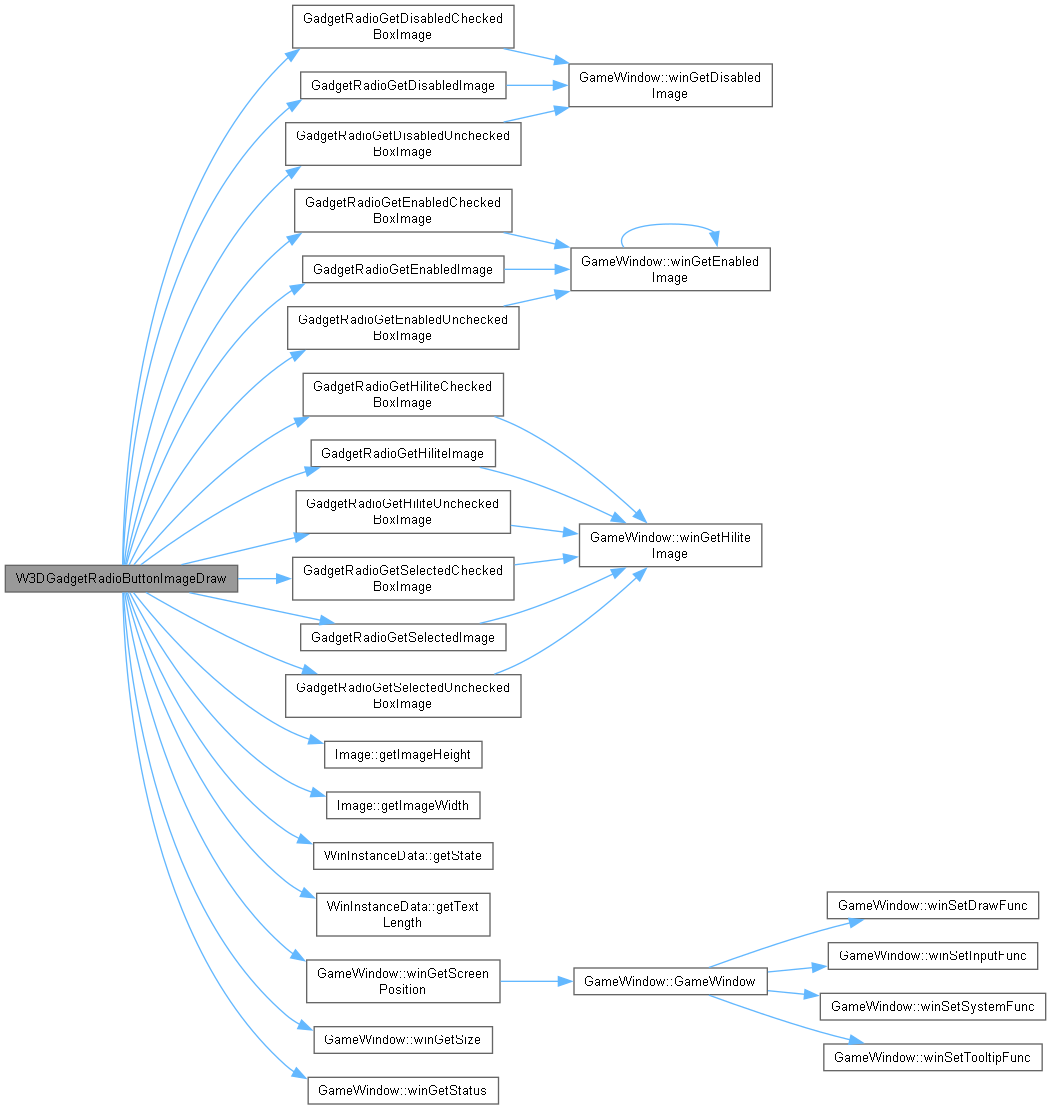 GadgetRadioGetDisabledChecked
BoxImage
GadgetRadioGetDisabledImage
GadgetRadioGetDisabledUnchecked
BoxImage
GameWindow::winGetDisabled
Image
GadgetRadioGetEnabledChecked
BoxImage
GadgetRadioGetEnabledImage
GadgetRadioGetEnabledUnchecked
BoxImage
GameWindow::winGetEnabled
Image
GadgetRadioGetHiliteChecked
BoxImage
GadgetRadioGetHiliteImage
GadgetRadioGetHiliteUnchecked
BoxImage
GameWindow::winGetHilite
Image
W3DGadgetRadioButtonImageDraw
GadgetRadioGetSelectedChecked
BoxImage
GadgetRadioGetSelectedImage
GadgetRadioGetSelectedUnchecked
BoxImage
Image::getImageHeight
Image::getImageWidth
WinInstanceData::getState
WinInstanceData::getText
Length
GameWindow::winGetScreen
Position
GameWindow::GameWindow
GameWindow::winSetDrawFunc
GameWindow::winSetInputFunc
GameWindow::winSetSystemFunc
GameWindow::winSetTooltipFunc
GameWindow::winGetSize
GameWindow::winGetStatus